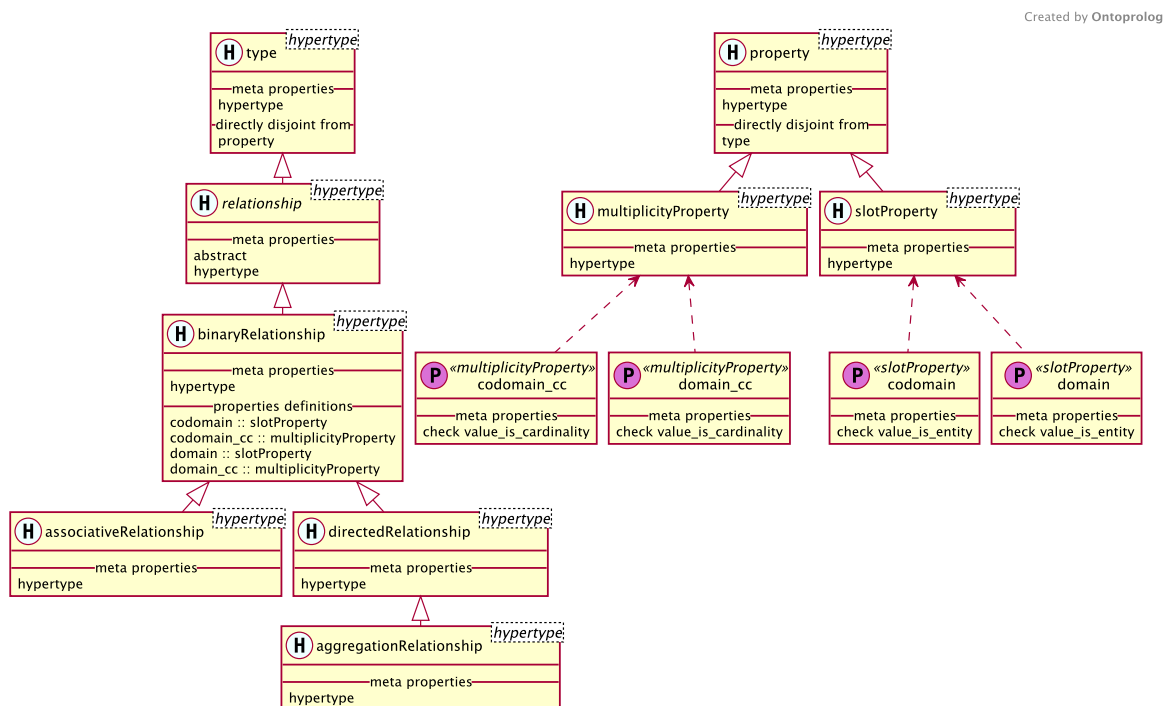 Created by Ontoprolog
hypertype
H type
meta properties
hypertype
directly disjoint from
property
hypertype
H property
meta properties
hypertype
directly disjoint from
type
hypertype
H relationship
meta properties
abstract
hypertype
hypertype
H multiplicityProperty
meta properties
hypertype
hypertype
H slotProperty
meta properties
hypertype
hypertype
H binaryRelationship
meta properties
hypertype
properties definitions
codomain :: slotProperty
codomain_cc :: multiplicityProperty
domain :: slotProperty
domain_cc :: multiplicityProperty
P «multiplicityProperty»
codomain_cc
meta properties
check value_is_cardinality
P «multiplicityProperty»
domain_cc
meta properties
check value_is_cardinality
P «slotProperty»
codomain
meta properties
check value_is_entity
P «slotProperty»
domain
meta properties
check value_is_entity
hypertype
H associativeRelationship
meta properties
hypertype
hypertype
H directedRelationship
meta properties
hypertype
hypertype
H aggregationRelationship
meta properties
hypertype